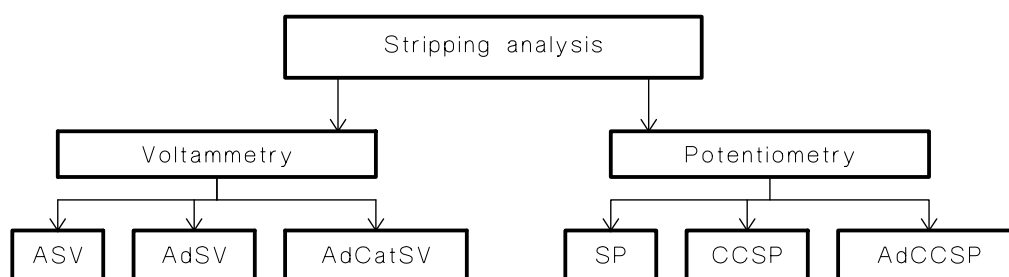 Stripping analysis
Voltammetry Potentiometry
ASV AdSV AdCatSV SP CCSP AdCCSP